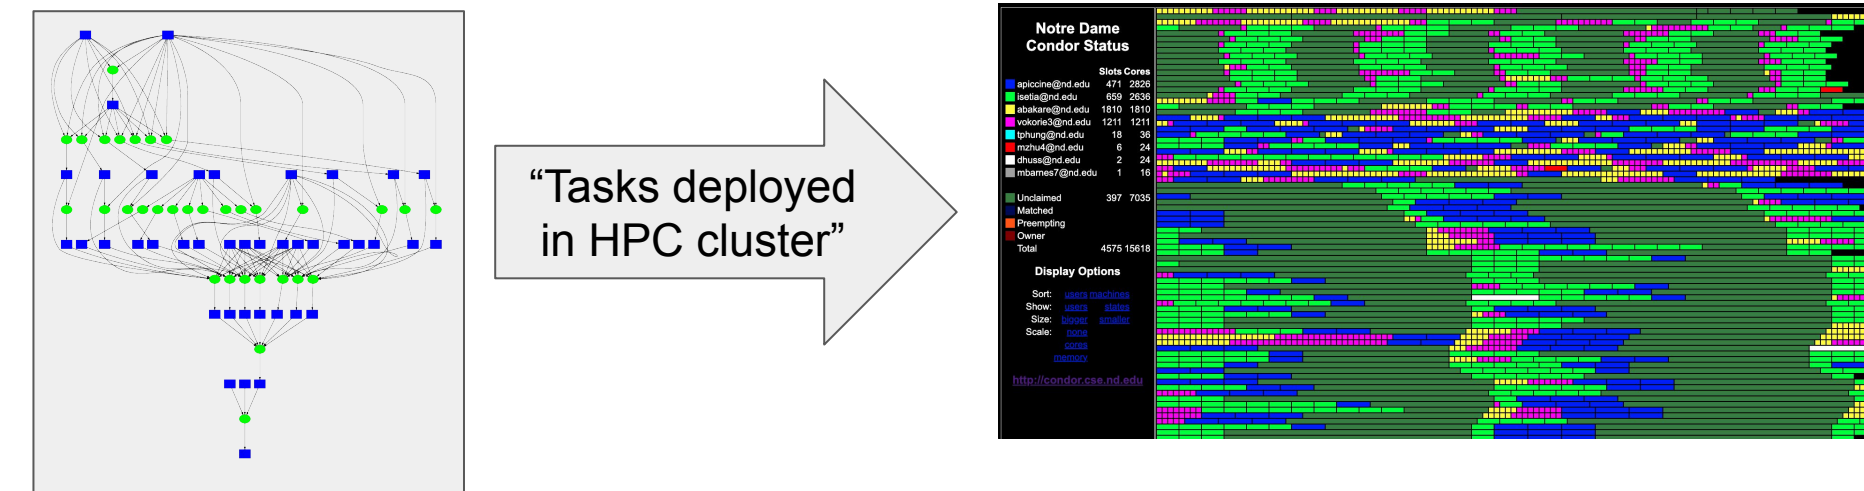 “Tasks deployed
in HPC cluster”
Notre Dame
Condor Status
Slots Cores
apiccine@nd.edu 471 2826
isetia@nd.edu 659 2636
abakare@nd.edu 1810 1810
vokorie3@nd.edu 1211 1211
tphung@nd.edu 18 36
mzhu4@nd.edu 6 24
dhuss@nd.edu 2 24
mbarnes7@nd.edu 1 16
Unclaimed 397 7035
Matched
Preempting
Owner
Total 4575 15618
Display Options
Sort: users machines
Show: users states
Size: bigger smaller
Scale: none
cores
memory
http://condor.cse.nd.edu